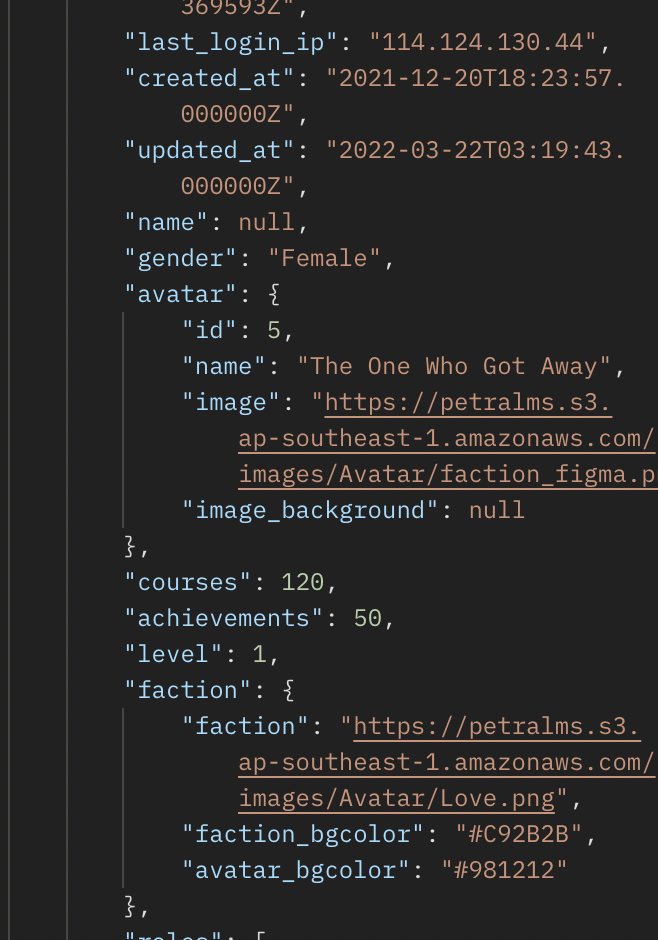 369593Z",
"last_login_ip": "114.124.130.44",
"created_at": "2021-12-20T18:23:57.
000000Z",
"updated_at": "2022-03-22T03:19:43.
000000Z",
"name": null,
"gender": "Female",
"avatar": {
"id": 5,
"name": "The One Who Got Away",
"image": "https://petralms.s3.
ap-southeast-1.amazonaws.com/
images/Avatar/faction_figma.p
"image_background": null
},
"courses": 120,
"achievements": 50,
"level": 1,
"faction": {
"faction": "https://petralms.s3.
ap-southeast-1.amazonaws.com/
images/Avatar/Love.png",
"faction_bgcolor": "#C92B2B",
"avatar_bgcolor": "#981212"
},
"roles": [